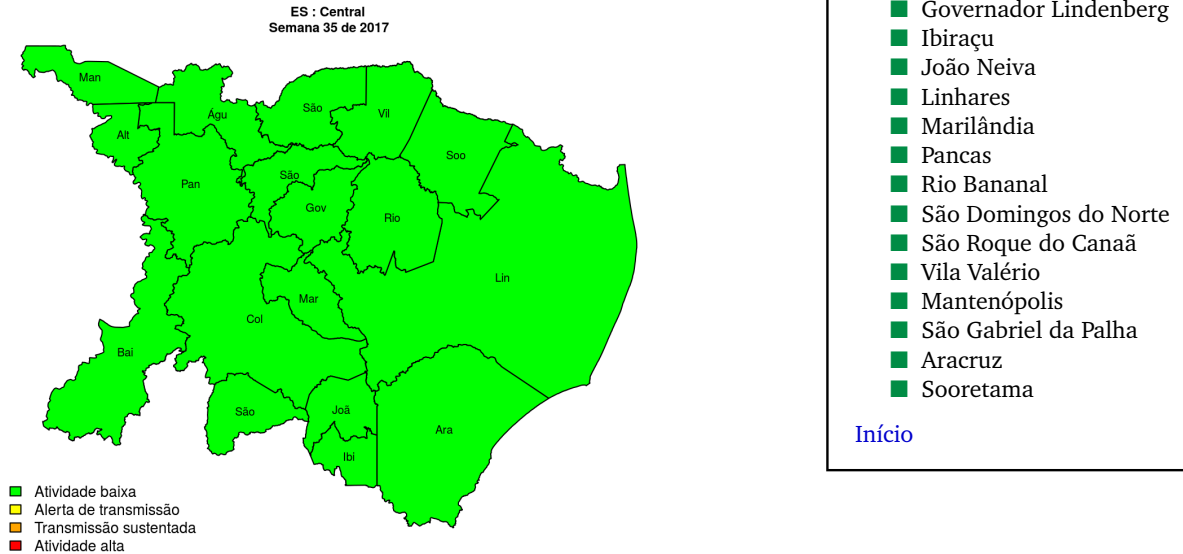 ES : Central
Semana 35 de 2017
Man
Alt
Águ
São
Vil
Soo
Pan
São
Gov
Rio
Lin
Mar
Col
Bai
São
Joã
Ibi
Ara
Atividade baixa
Alerta de transmissão
Transmissão sustentada
Atividade alta
Governador Lindenberg
Ibiraçu
João Neiva
Linhares
Marilândia
Pancas
Rio Bananal
São Domingos do Norte
São Roque do Canaã
Vila Valério
Mantenópolis
São Gabriel da Palha
Aracruz
Sooretama
Início